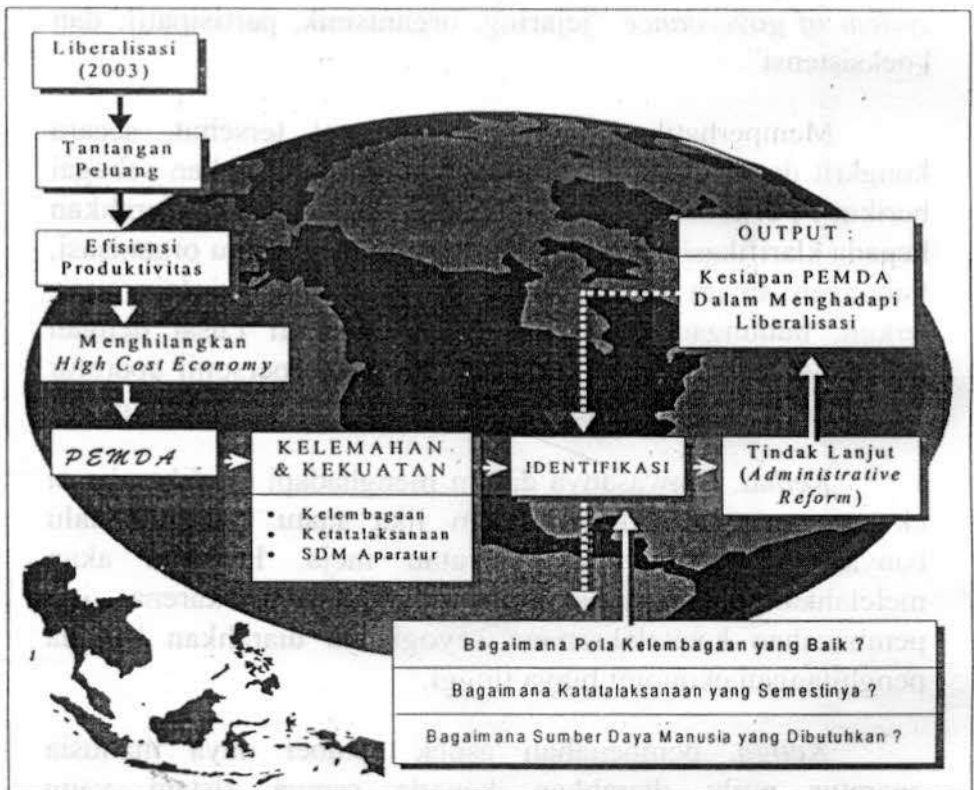 Liberalisasi
(2003)
Tantangan
Peluang
Efisiensi
Produktivitas
Menghilangkan
High Cost Economy
PEMDA
KELEMAHAN
& KEKUATAN
• Kelembagaan
• Ketatalaksanaan
• SDM Aparatur
IDENTIFIKASI
Tindak Lanjut
(Administrative
Reform)
OUTPUT :
Kesiapan PEMDA
Dalam Menghadapi
Liberalisasi
Bagaimana Pola Kelembagaan yang Baik ?
Bagaimana Katatalaksanaan yang Semestinya ?
Bagaimana Sumber Daya Manusia yang Dibutuhkan ?